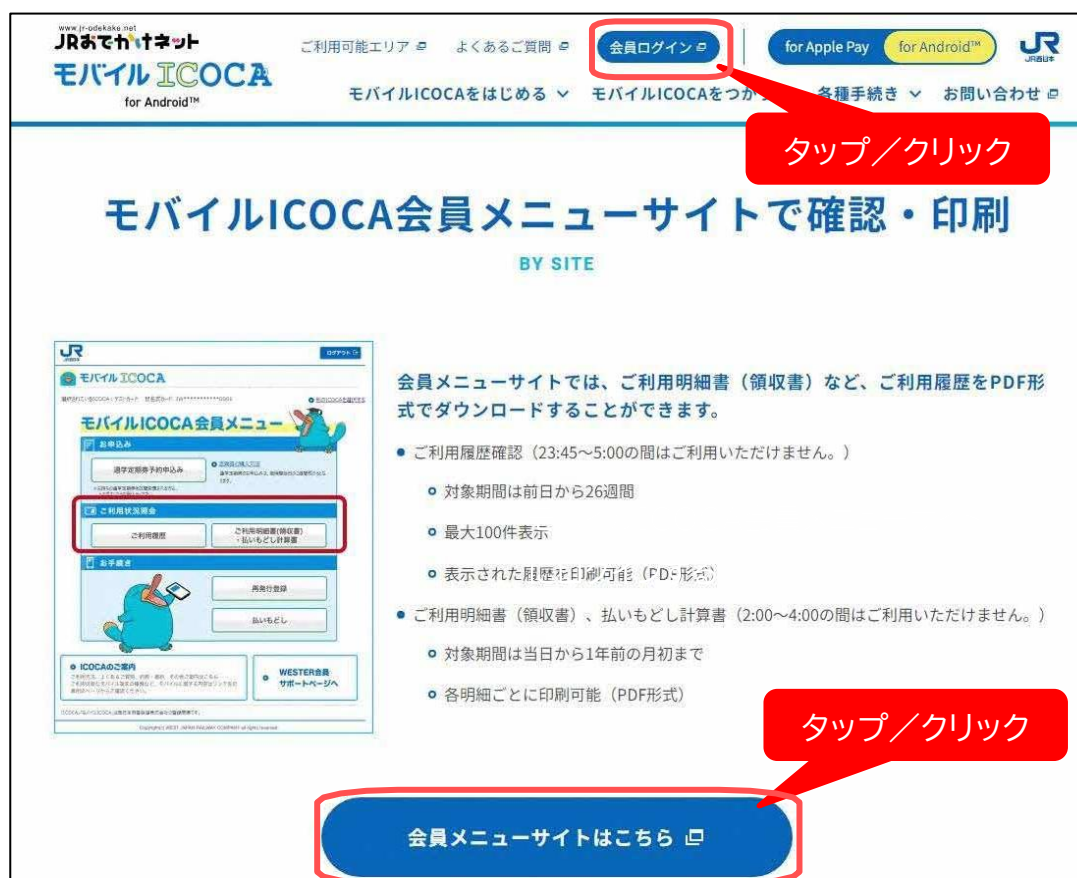 www.jr-odekake.net
JRおでかけネット
モバイル ICOCA
for Android™
ご利用可能エリア
よくあるご質問
会員ログイン
for Apple Pay
for Android™
JR
JR西日本
モバイルICOCAをはじめる
モバイルICOCAをつか
各種手続き
お問い合わせ
タップ／クリック
モバイルICOCA会員メニューサイトで確認・印刷
BY SITE
JR
ログアウト
モバイル ICOCA
モバイルICOCA会員メニュー
お申込み
通学定期券予約申込み
ご利用状況照会
ご利用履歴
ご利用明細書(領収書)
・払いもどし計算書
お手続き
再発行登録
払いもどし
ICOCAのご案内
WESTER会員
サポートページへ
会員メニューサイトでは、ご利用明細書（領収書）など、ご利用履歴をPDF形
式でダウンロードすることができます。
ご利用履歴確認（23:45～5:00の間はご利用いただけません。）
対象期間は前日から26週間
最大100件表示
表示された履歴を印刷可能（PDF形式）
ご利用明細書（領収書）、払いもどし計算書（2:00～4:00の間はご利用いただけません。）
対象期間は当日から1年前の月初まで
各明細ごとに印刷可能（PDF形式）
タップ／クリック
会員メニューサイトはこちら